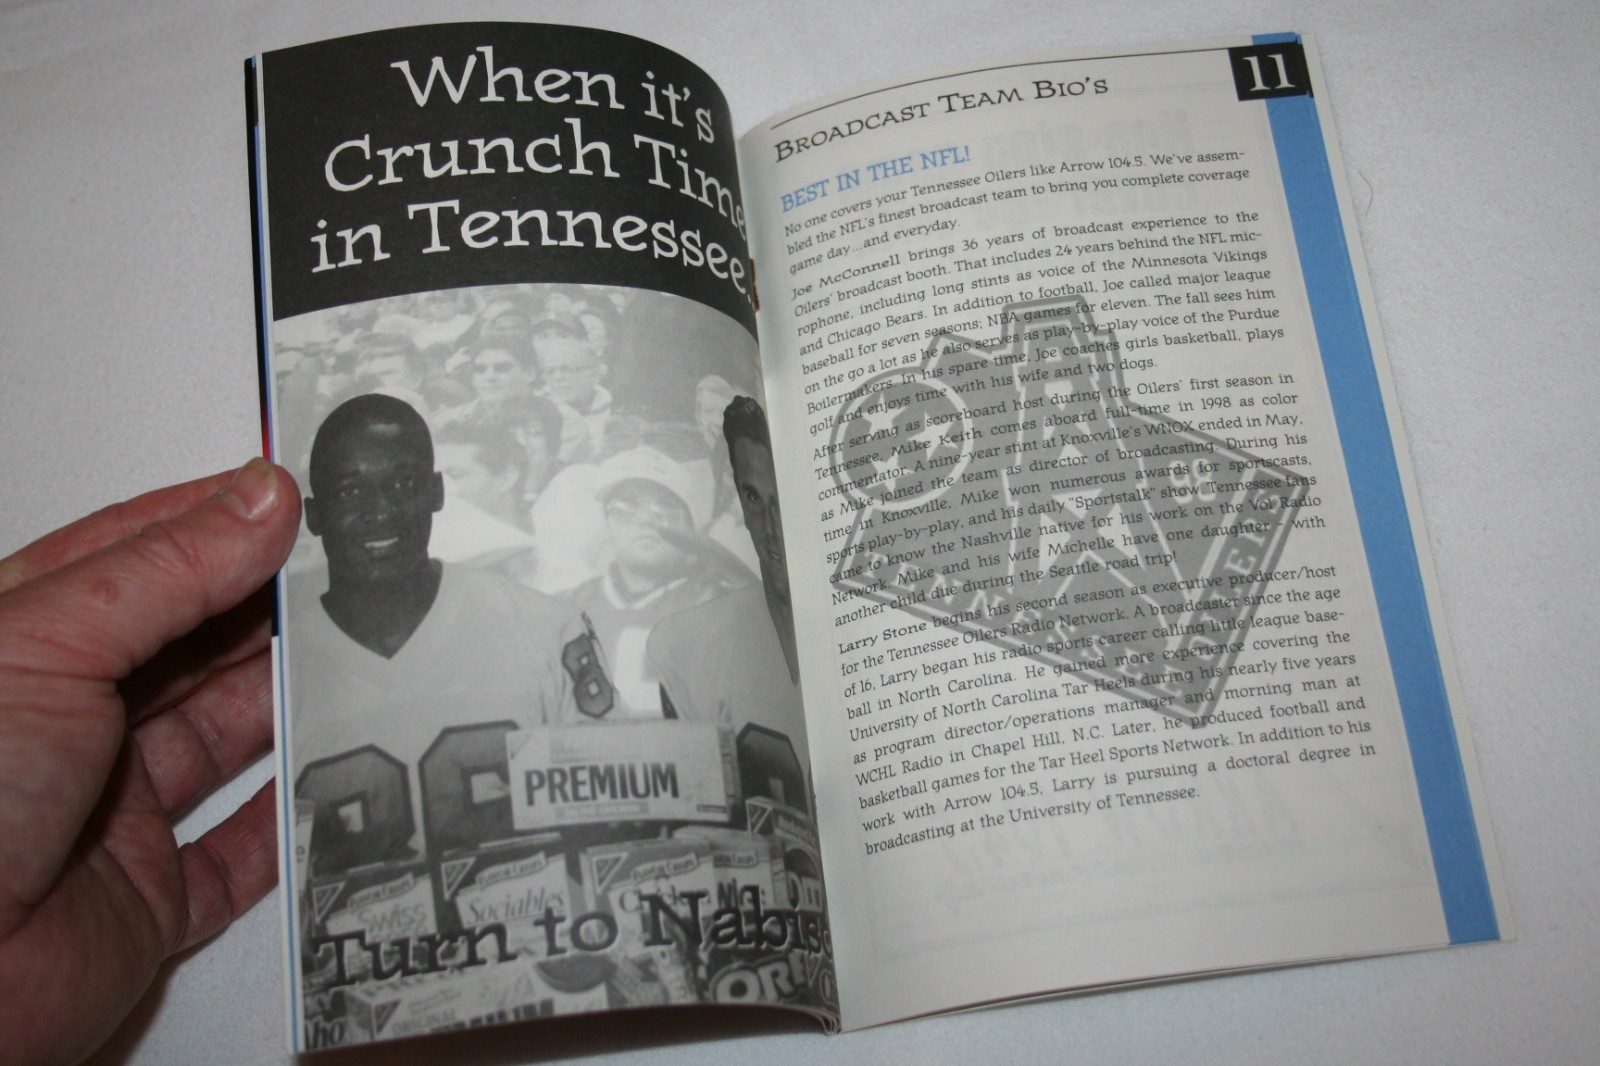 When it's
Crunch Time
in Tennessee.
8
PREMIUM
FLAVOR CRISPS
FLAVOR CRISPS
FLAVOR CRISPS
SWISS
Sociables
Turn to Nabisc
ORE
ORIGINAL
11
BROADCAST TEAM BIO'S
BEST IN THE NFL!
No one covers your Tennessee Oilers like Arrow 104.5. We've assem-
bled the NFL's finest broadcast team to bring you complete coverage
game day...and everyday.
Joe McConnell brings 36 years of broadcast experience to the
Oilers' broadcast booth. That includes 24 years behind the NFL mic-
rophone, including long stints as voice of the Minnesota Vikings
and Chicago Bears. In addition to football, Joe called major league
baseball for seven seasons; NBA games for eleven. The fall sees him
on the go a lot as he also serves as play-by-play voice of the Purdue
Boilermakers. In his spare time, Joe coaches girls basketball, plays
golf and enjoys time with his wife and two dogs.
After serving as scoreboard host during the Oilers' first season in
Tennessee, Mike Keith comes aboard full-time in 1998 as color
commentator. A nine-year stint at Knoxville's WNOX ended in May,
as Mike joined the team as director of broadcasting. During his
time in Knoxville, Mike won numerous awards for sportscasts,
sports play-by-play, and his daily "Sportstalk" show. Tennessee fans
came to know the Nashville native for his work on the Vol Radio
Network. Mike and his wife Michelle have one daughter - with
another child due during the Seattle road trip!
Larry Stone begins his second season as executive producer/host
for the Tennessee Oilers Radio Network. A broadcaster since the age
of 16, Larry began his radio sports career calling little league base-
ball in North Carolina. He gained more experience covering the
University of North Carolina Tar Heels during his nearly five years
as program director/operations manager and morning man at
WCHL Radio in Chapel Hill, N.C. Later, he produced football and
basketball games for the Tar Heel Sports Network. In addition to his
work with Arrow 104.5, Larry is pursuing a doctoral degree in
broadcasting at the University of Tennessee.
TENNESSEE OILERS